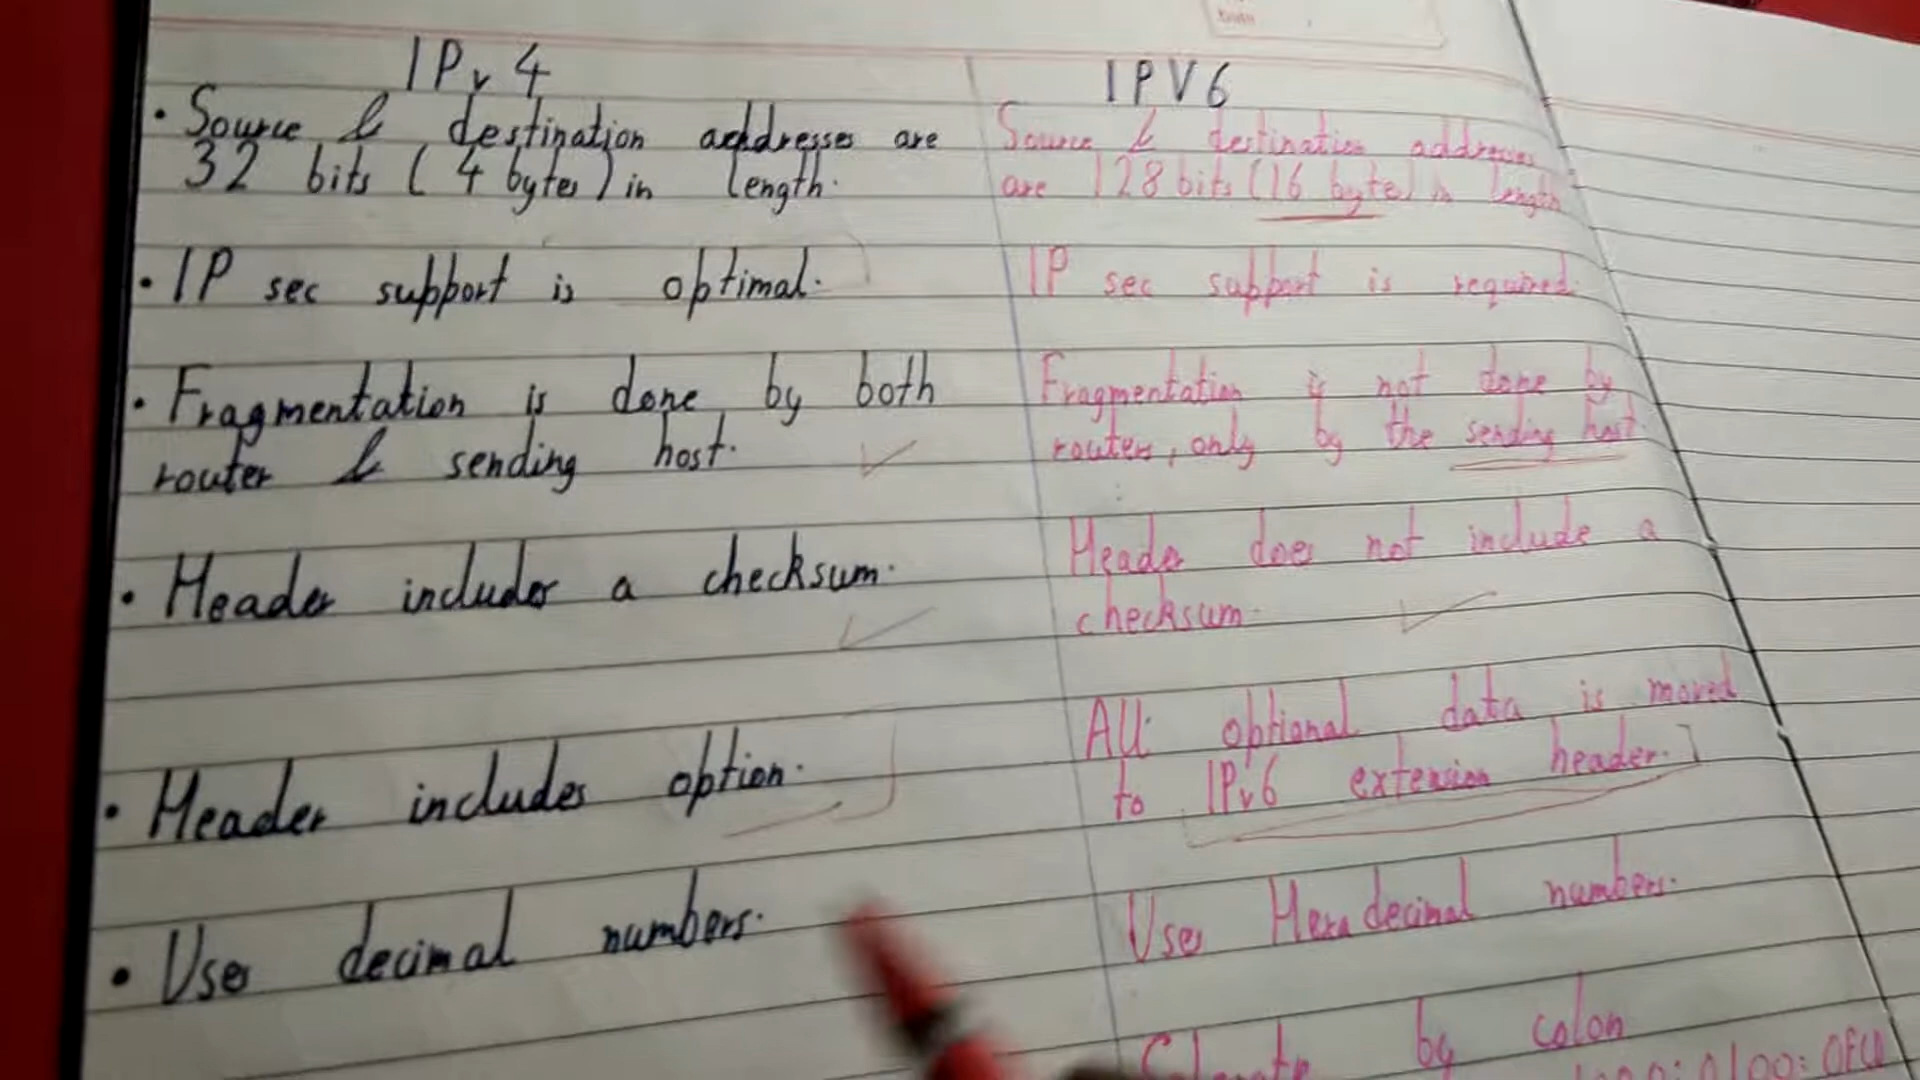 IPv4
• Source & destination addresses are
32 bits (4 bytes) in length.
• IP sec support is optimal.
• Fragmentation is done by both
router & sending host.
• Header includes a checksum.
• Header includes option.
• Uses decimal numbers.
IPV6
Source & destination addresses
are 128 bits (16 byte) in length
IP sec support is required.
Fragmentation is not done by
routers, only by the sending host.
Header does not include a
checksum.
All optional data is moved
to IPv6 extension header.]
Uses Hexadecimal numbers.
by colon
:0100: